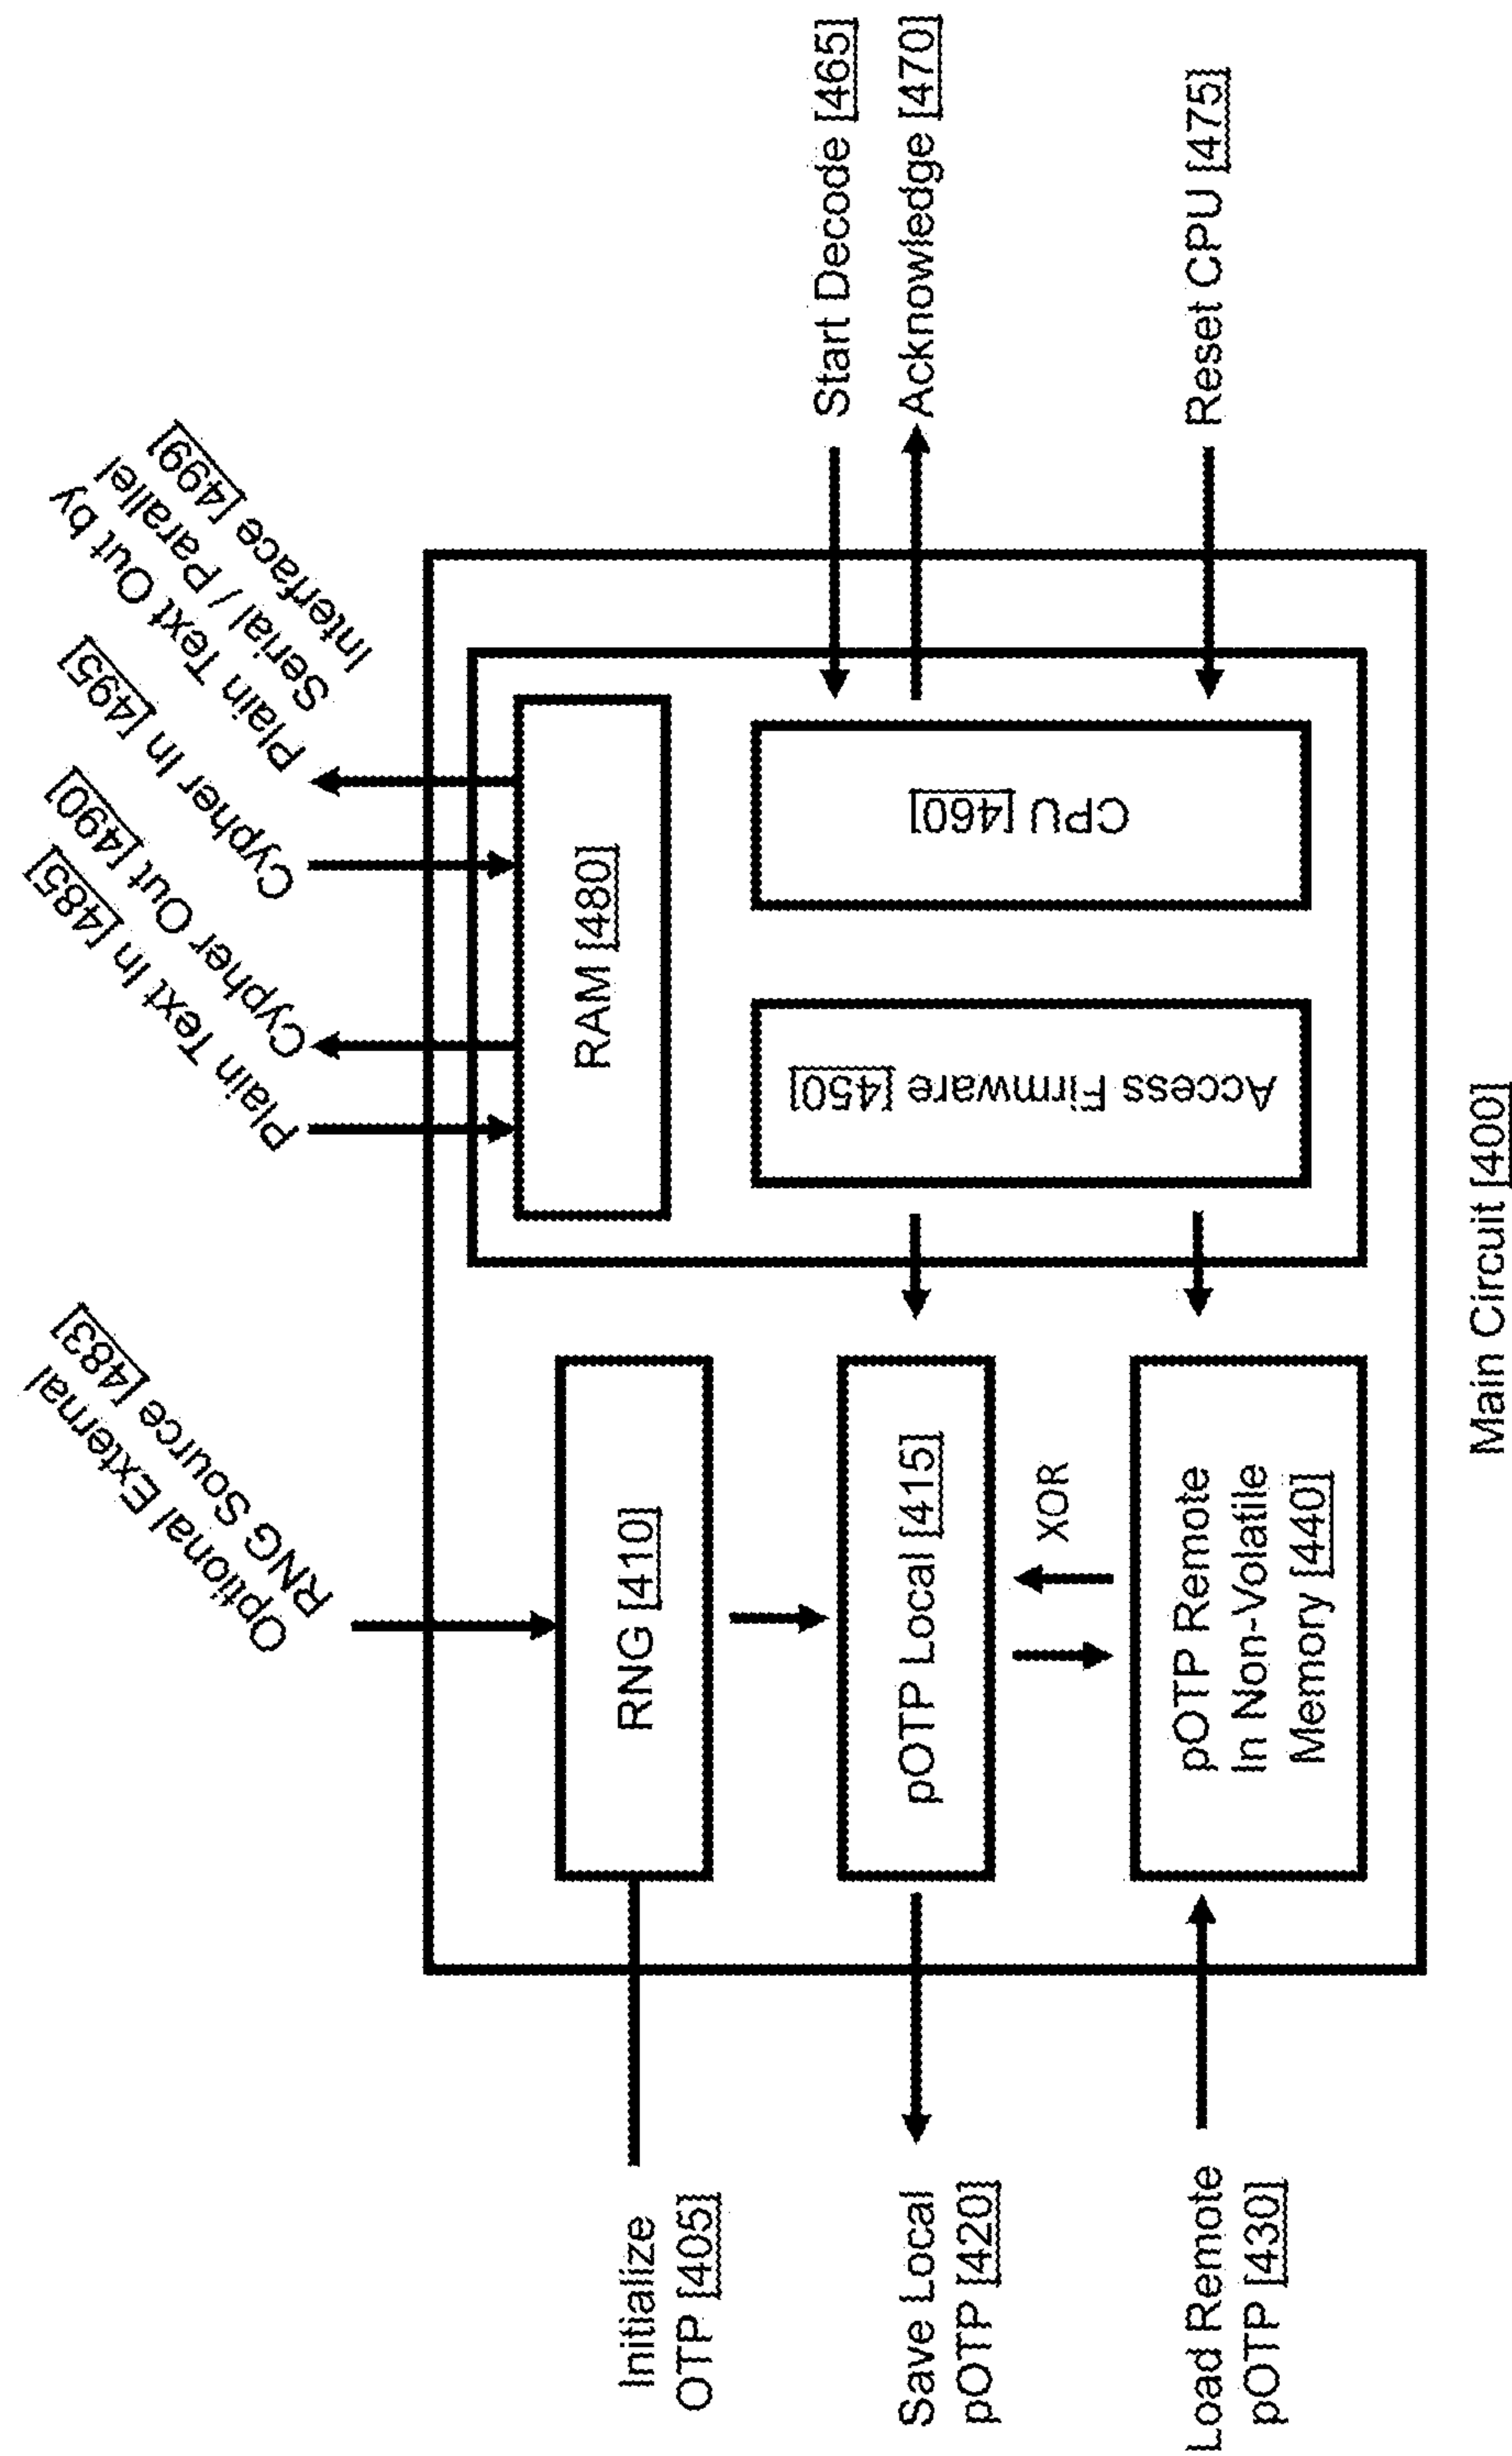 Optional External
RNG Source [483]
Plain Text In [485]
Cypher Out [490]
Cypher In [495]
Plain Text Out by
Serial / Parallel
Interface [499]
Initialize
OTP [405]
RNG [410]
RAM [480]
Save Local
pOTP [420]
pOTP Local [415]
XOR
Load Remote
pOTP [430]
pOTP Remote
In Non-Volatile
Memory [440]
Access Firmware [450]
CPU [460]
Start Decode [465]
Acknowledge [470]
Reset CPU [475]
Main Circuit [400]